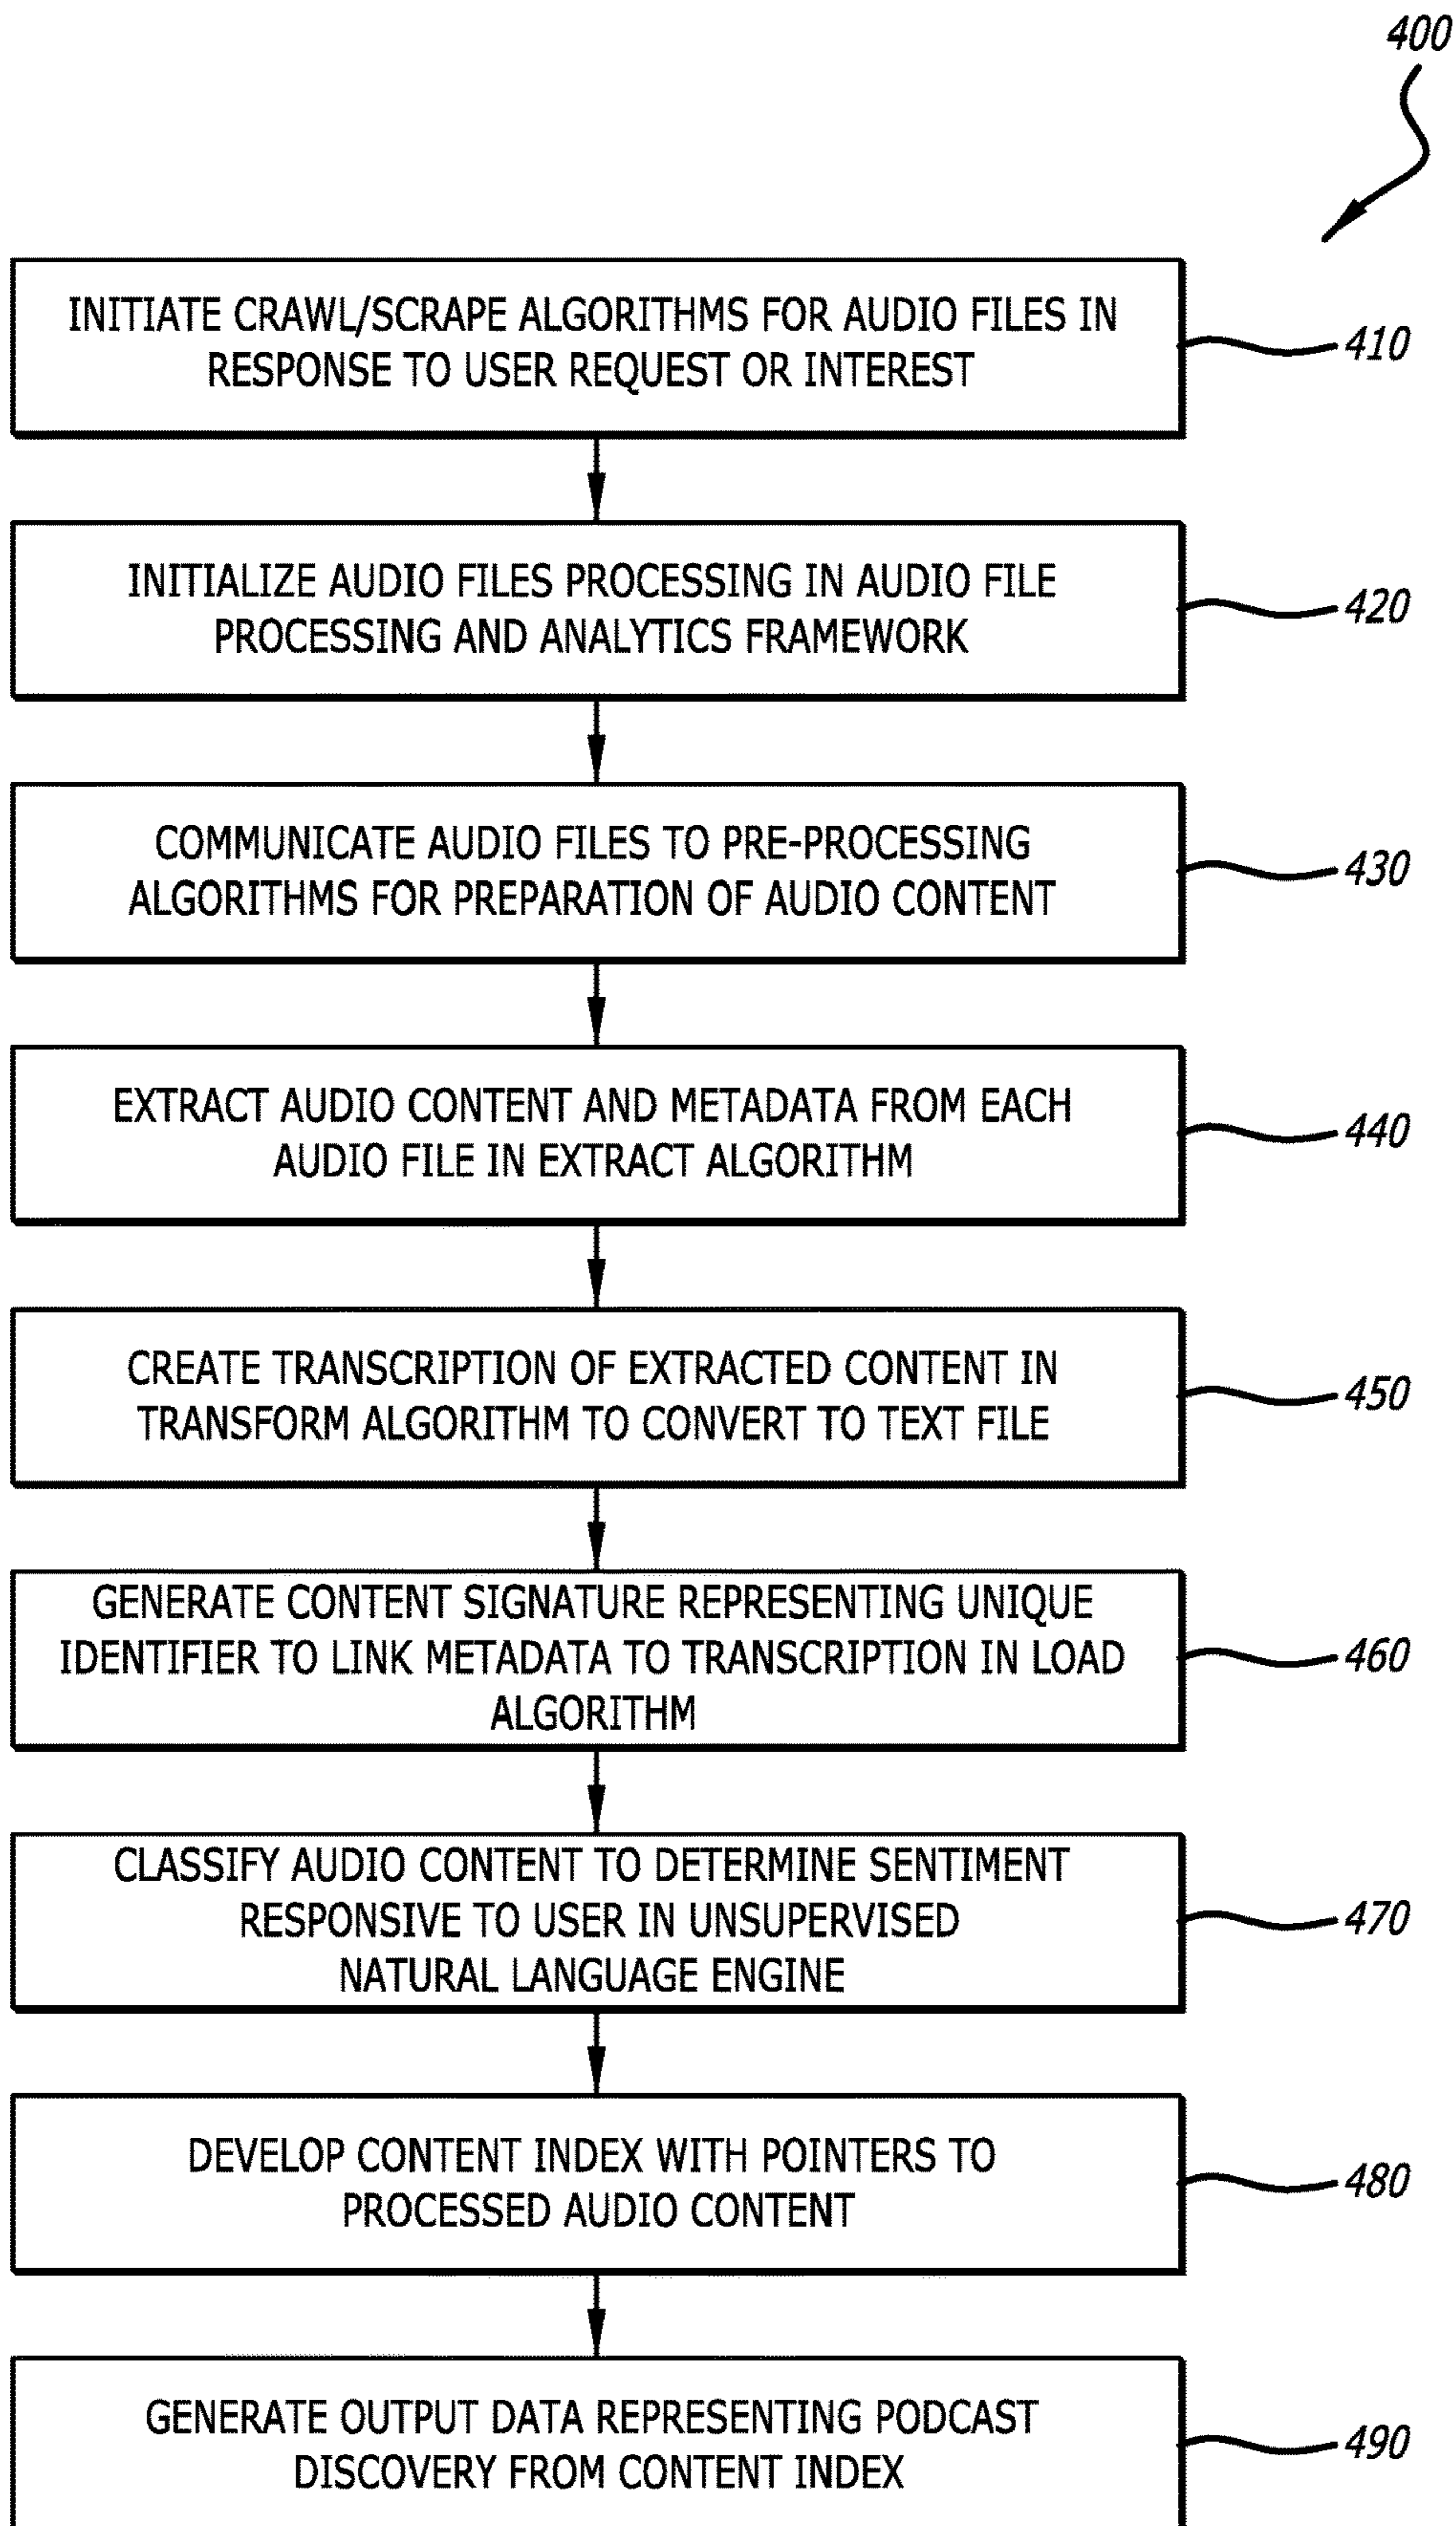 400
INITIATE CRAWL/SCRAPE ALGORITHMS FOR AUDIO FILES IN
RESPONSE TO USER REQUEST OR INTEREST
410
INITIALIZE AUDIO FILES PROCESSING IN AUDIO FILE
PROCESSING AND ANALYTICS FRAMEWORK
420
COMMUNICATE AUDIO FILES TO PRE-PROCESSING
ALGORITHMS FOR PREPARATION OF AUDIO CONTENT
430
EXTRACT AUDIO CONTENT AND METADATA FROM EACH
AUDIO FILE IN EXTRACT ALGORITHM
440
CREATE TRANSCRIPTION OF EXTRACTED CONTENT IN
TRANSFORM ALGORITHM TO CONVERT TO TEXT FILE
450
GENERATE CONTENT SIGNATURE REPRESENTING UNIQUE
IDENTIFIER TO LINK METADATA TO TRANSCRIPTION IN LOAD
ALGORITHM
460
CLASSIFY AUDIO CONTENT TO DETERMINE SENTIMENT
RESPONSIVE TO USER IN UNSUPERVISED
NATURAL LANGUAGE ENGINE
470
DEVELOP CONTENT INDEX WITH POINTERS TO
PROCESSED AUDIO CONTENT
480
GENERATE OUTPUT DATA REPRESENTING PODCAST
DISCOVERY FROM CONTENT INDEX
490